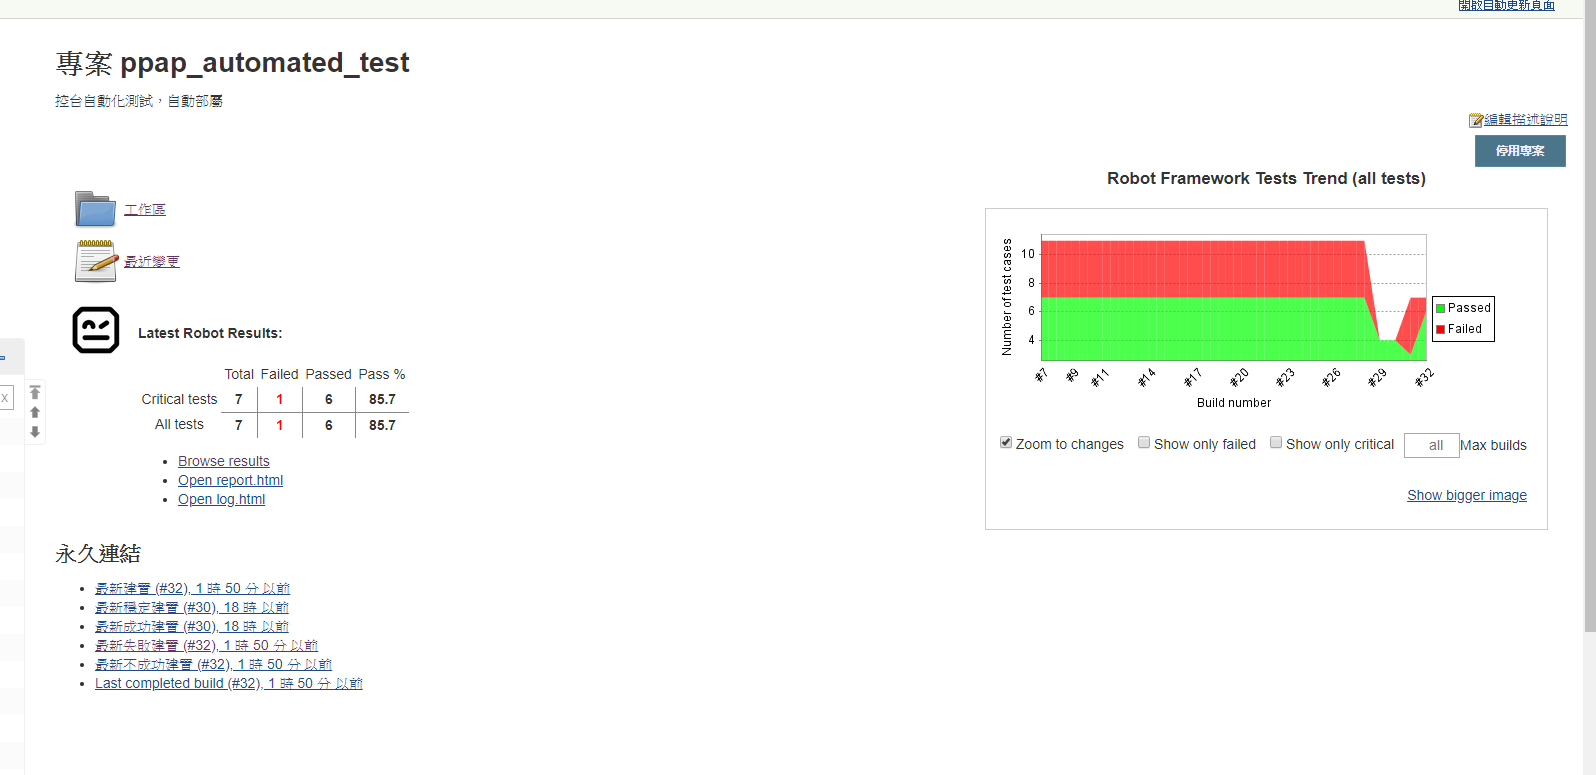 開啟自動更新頁面
專案 ppap_automated_test
控台自動化測試，自動部屬
編輯描述說明
停用專案
工作區
最近變更
Latest Robot Results:
Total Failed Passed Pass %
Critical tests 7 1 6 85.7
All tests 7 1 6 85.7
Browse results
Open report.html
Open log.html
Robot Framework Tests Trend (all tests)
Number of test cases
10
8
6
4
#7 #9 #11 #14 #17 #20 #23 #26 #29 #32
Build number
Passed
Failed
Zoom to changes Show only failed Show only critical all Max builds
Show bigger image
永久連結
最新建置 (#32), 1 時 50 分 以前
最新穩定建置 (#30), 18 時 以前
最新成功建置 (#30), 18 時 以前
最新失敗建置 (#32), 1 時 50 分 以前
最新不成功建置 (#32), 1 時 50 分 以前
Last completed build (#32), 1 時 50 分 以前
X